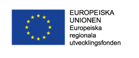 EUROPEISKA
UNIONEN
Europeiska
regionala
utvecklingsfonden